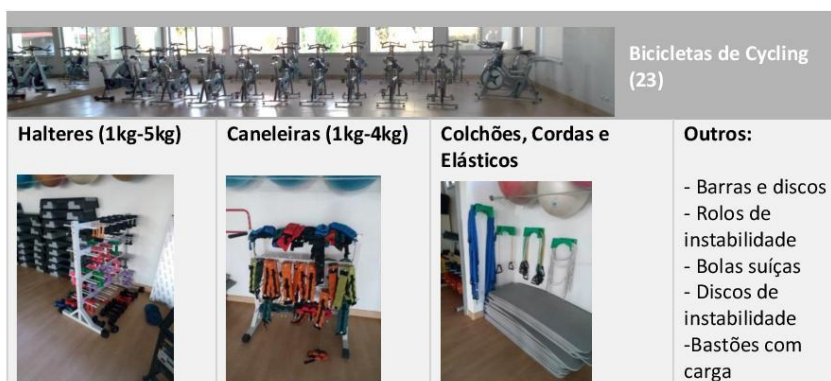 Bicicletas de Cycling
(23)
Halteres (1kg-5kg)
Caneleiras (1kg-4kg)
Colchões, Cordas e
Elásticos
Outros:
- Barras e discos
- Rolos de
instabilidade
- Bolas suíças
- Discos de
instabilidade
-Bastões com
carga